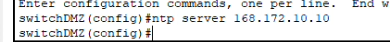 Enter configuration commands, one per line.  End w
switchDMZ(config)#ntp server 168.172.10.10
switchDMZ(config)#